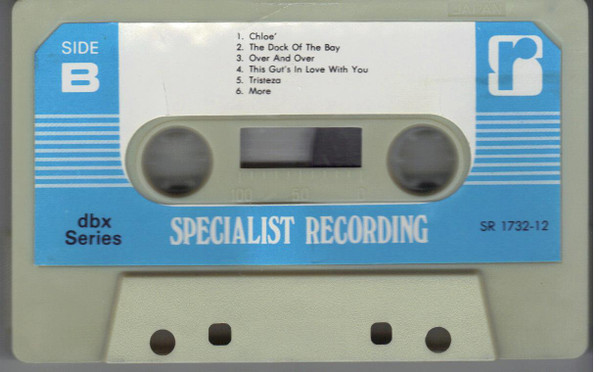 SIDE
B
1. Chloe'
2. The Dock Of The Bay
3. Over And Over
4. This Gut's In Love With You
5. Tristeza
6. More
r
100 50
dbx
Series
SPECIALIST RECORDING
SR 1732-12